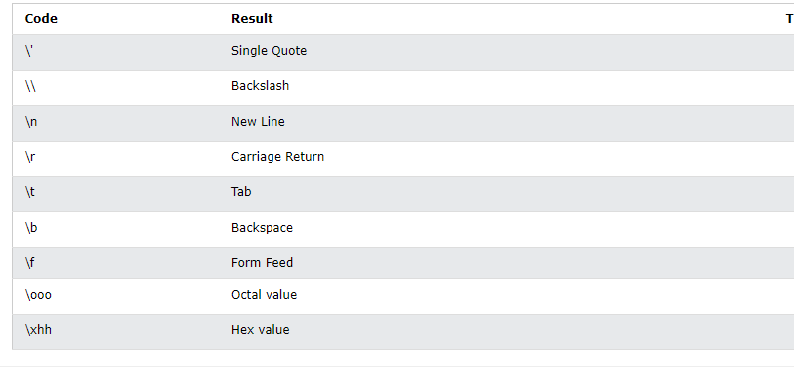 Code Result T
\' Single Quote
\\ Backslash
\n New Line
\r Carriage Return
\t Tab
\b Backspace
\f Form Feed
\ooo Octal value
\xhh Hex value